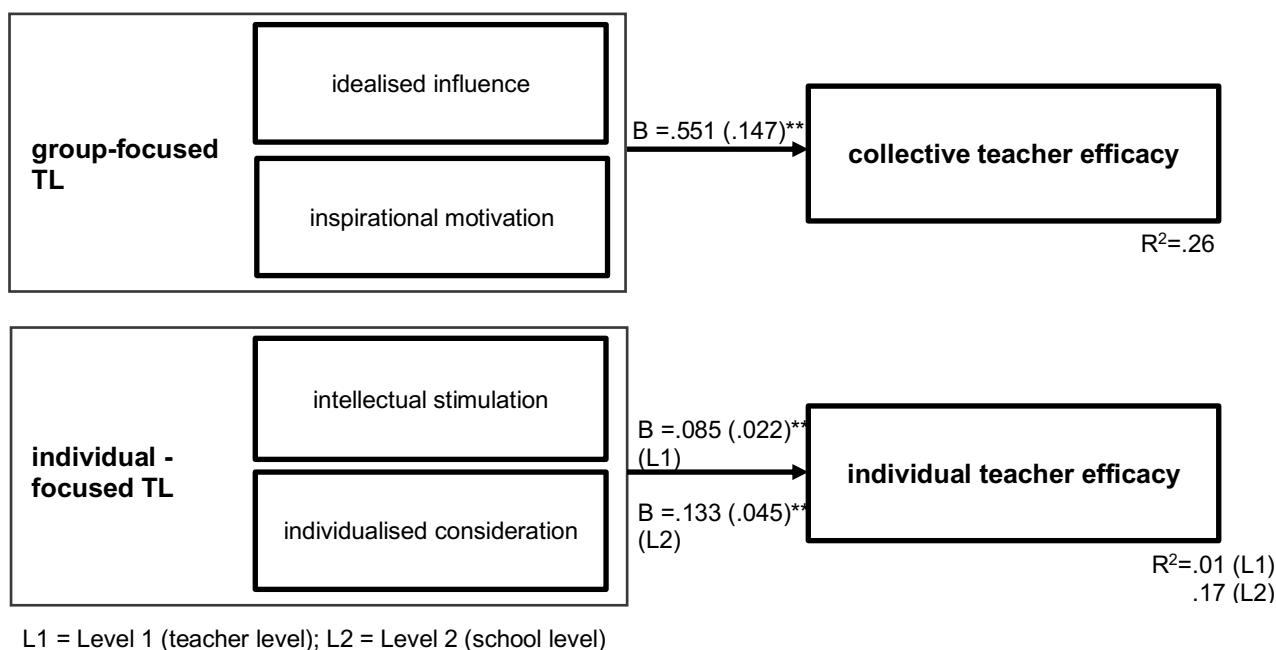 idealised influence
group-focused
TL
inspirational motivation
B =.551 (.147)**
collective teacher efficacy
R²=.26
intellectual stimulation
individual -
focused TL
individualised consideration
B =.085 (.022)**
(L1)
B =.133 (.045)**
(L2)
individual teacher efficacy
R²=.01 (L1)
.17 (L2)
L1 = Level 1 (teacher level); L2 = Level 2 (school level)